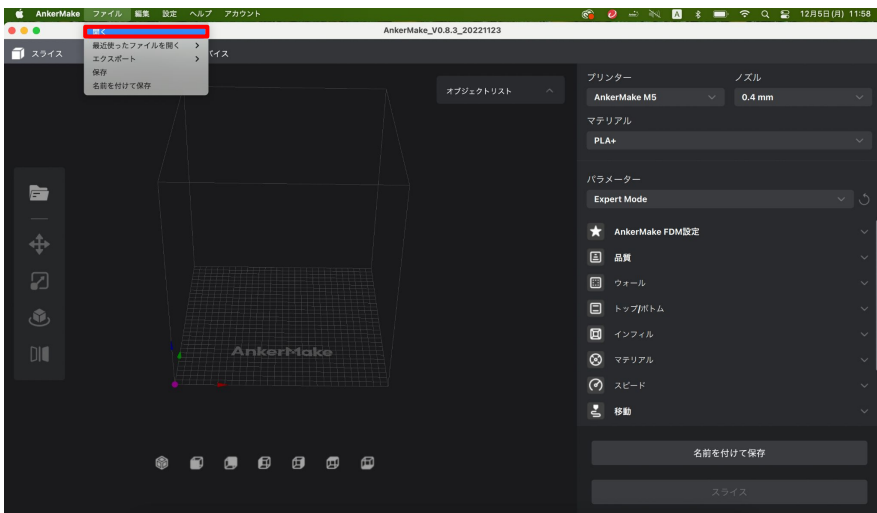 AnkerMake ファイル 編集 設定 ヘルプ アカウント A 12月5日(月) 11:58
AnkerMake_V0.8.3_20221123
開く
最近使ったファイルを開く
エクスポート
保存
名前を付けて保存
スライス
バイス
オブジェクトリスト
プリンター ノズル
AnkerMake M5 0.4 mm
マテリアル
PLA+
パラメーター
Expert Mode
AnkerMake FDM設定
品質
ウォール
トップ/ボトム
インフィル
マテリアル
スピード
移動
AnkerMake
名前を付けて保存
スライス